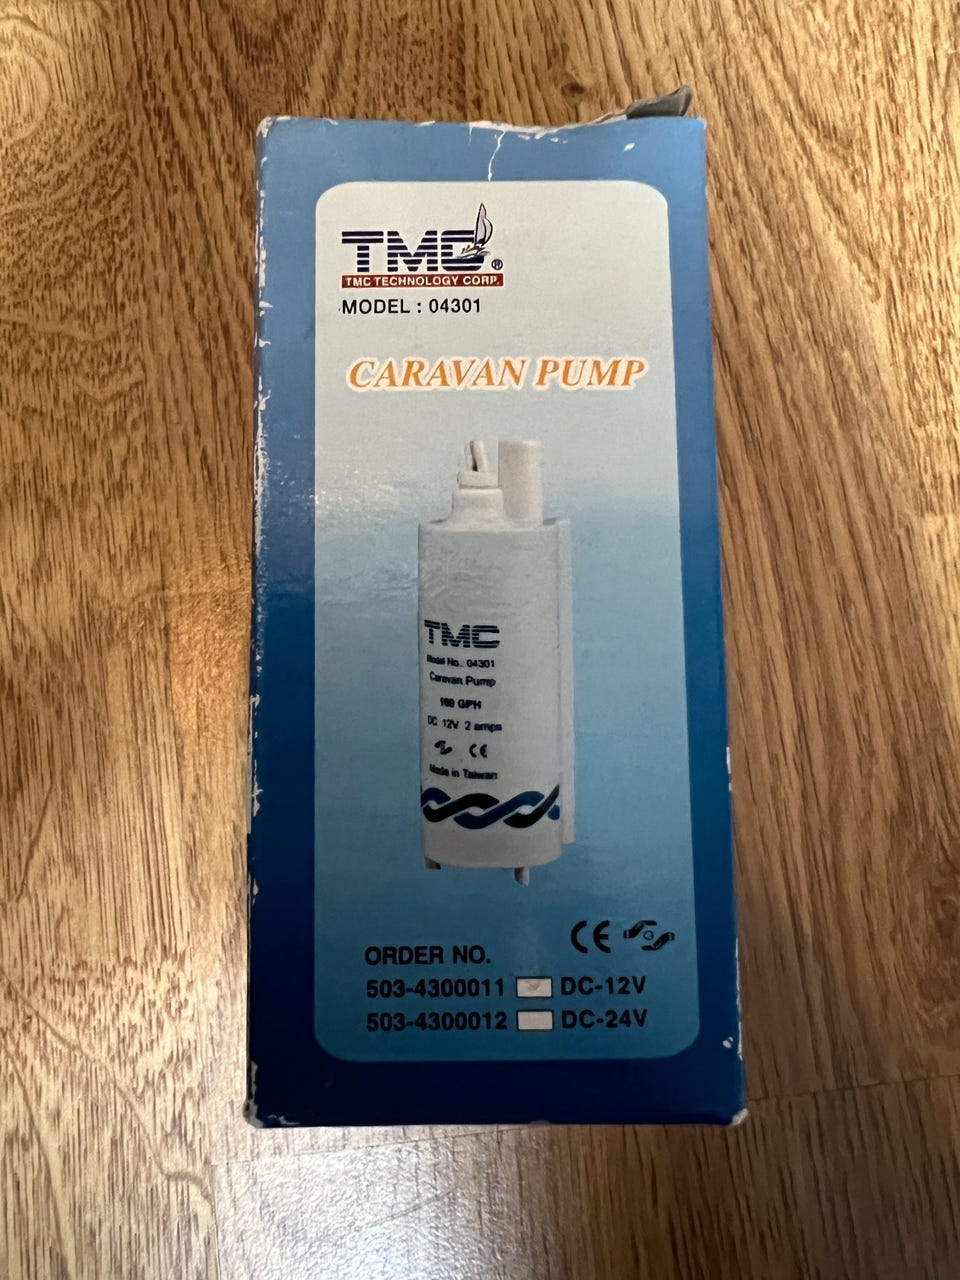 TMC®
TMC TECHNOLOGY CORP.
MODEL : 04301
CARAVAN PUMP
TMC
Model No.: 04301
Caravan Pump
100 GPH
DC 12V 2 amps
CE
Made in Taiwan
CE G
ORDER NO.
503-4300011 DC-12V
503-4300012 DC-24V